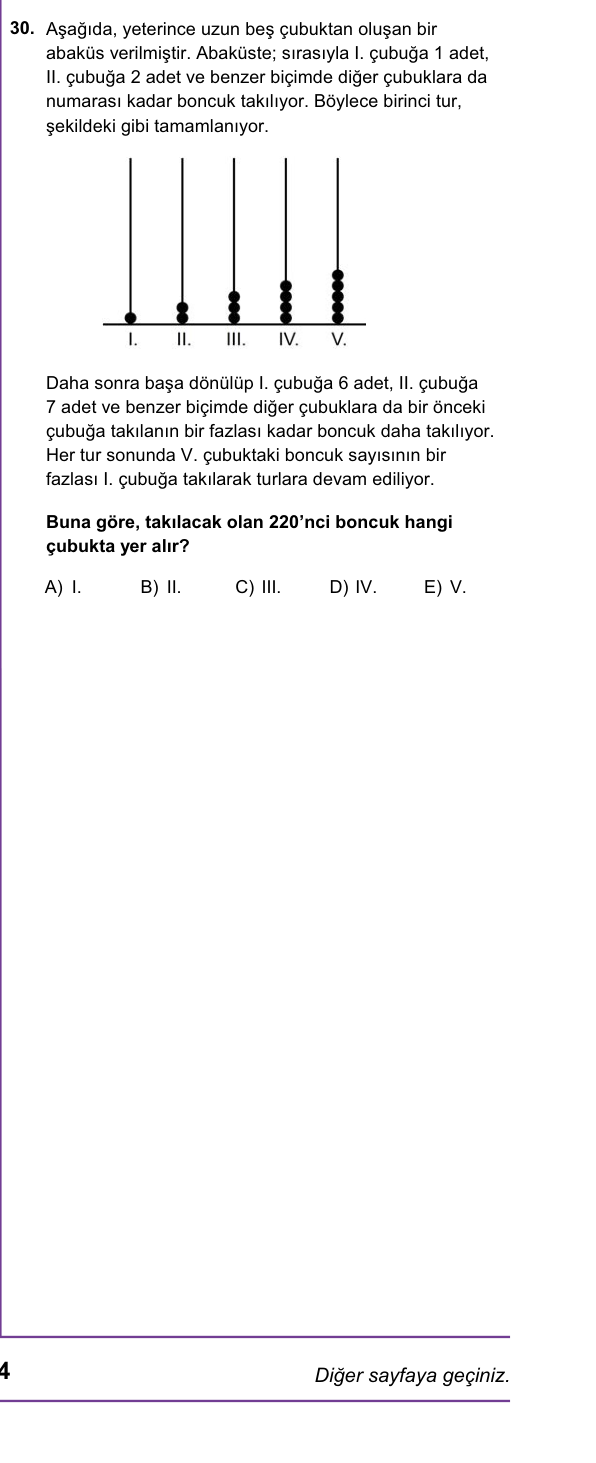 30. Aşağıda, yeterince uzun beş çubuktan oluşan bir
abaküs verilmiştir. Abaküste; sırasıyla I. çubuğa 1 adet,
II. çubuğa 2 adet ve benzer biçimde diğer çubuklara da
numarası kadar boncuk takılıyor. Böylece birinci tur,
şekildeki gibi tamamlanıyor.
I. II. III. IV. V.
Daha sonra başa dönülüp I. çubuğa 6 adet, II. çubuğa
7 adet ve benzer biçimde diğer çubuklara da bir önceki
çubuğa takılanın bir fazlası kadar boncuk daha takılıyor.
Her tur sonunda V. çubuktaki boncuk sayısının bir
fazlası I. çubuğa takılarak turlara devam ediliyor.
Buna göre, takılacak olan 220’nci boncuk hangi
çubukta yer alır?
A) I. B) II. C) III. D) IV. E) V.
4 Diğer sayfaya geçiniz.